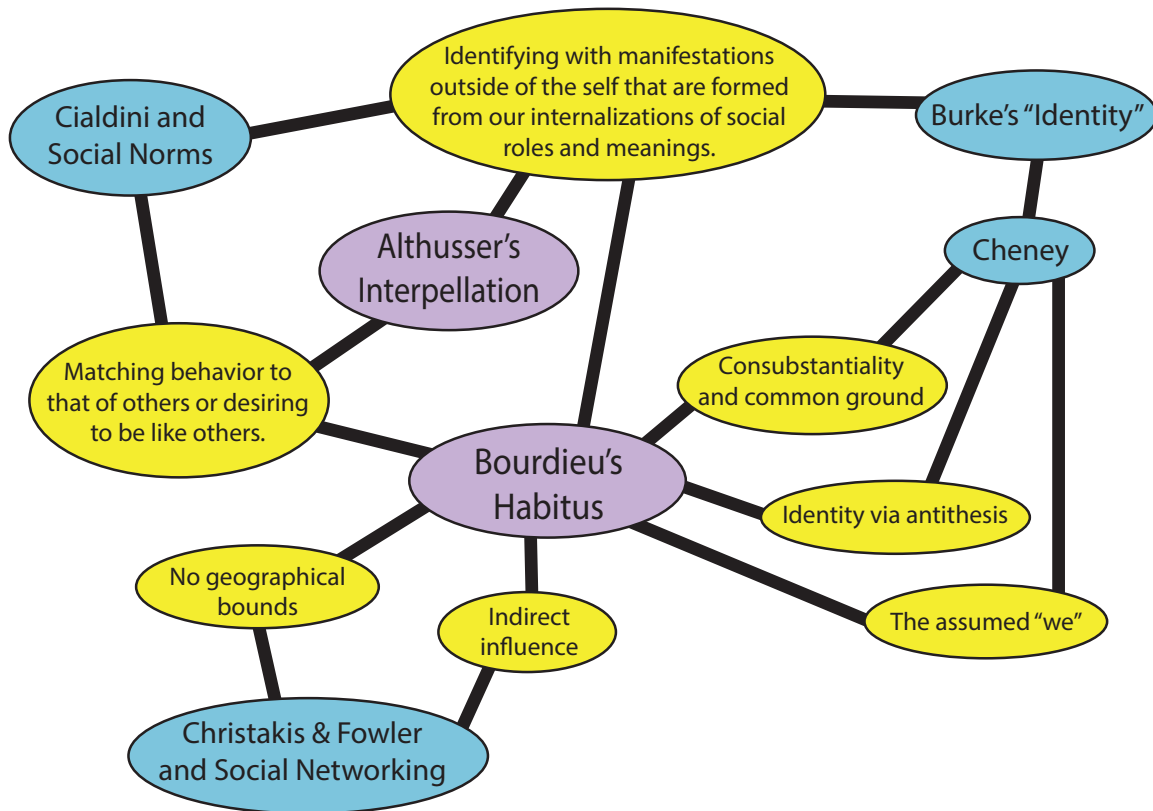 Identifying with manifestations
outside of the self that are formed
from our internalizations of social
roles and meanings.
Cialdini and
Social Norms
Burke’s “Identity”
Althusser’s
Interpellation
Cheney
Matching behavior to
that of others or desiring
to be like others.
Consubstantiality
and common ground
Bourdieu’s
Habitus
Identity via antithesis
No geographical
bounds
Indirect
influence
The assumed “we”
Christakis & Fowler
and Social Networking